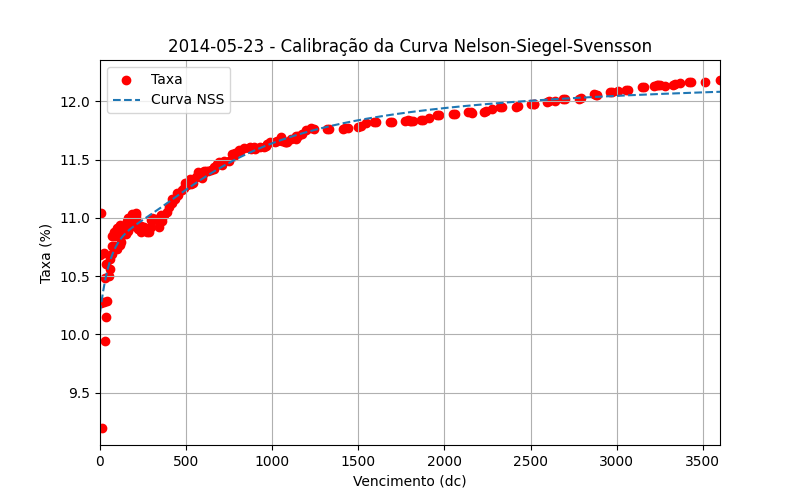 2014-05-23 - Calibração da Curva Nelson-Siegel-Svensson
Taxa
Curva NSS
Taxa (%)
12.0
11.5
11.0
10.5
10.0
9.5
0 500 1000 1500 2000 2500 3000 3500
Vencimento (dc)